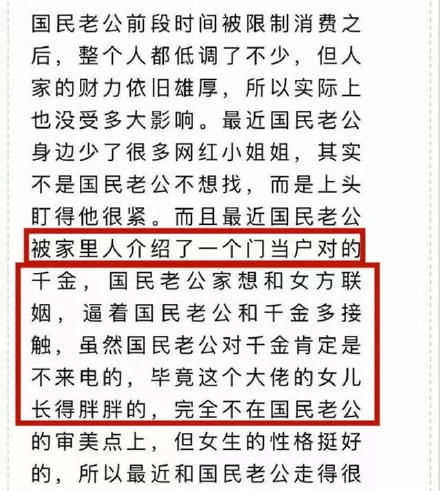 国民老公前段时间被限制消费之
后，整个人都低调了不少，但人
家的财力依旧雄厚，所以实际上
也没受多大影响。最近国民老公
身边少了很多网红小姐姐，其实
不是国民老公不想找，而是上头
盯得他很紧。而且最近国民老公
被家里人介绍了一个门当户对的
千金，国民老公家想和女方联
姻，逼着国民老公和千金多接
触，虽然国民老公对千金肯定是
不来电的，毕竟这个大佬的女儿
长得胖胖的，完全不在国民老公
的审美点上，但女生的性格挺好
的，所以最近和国民老公走得很